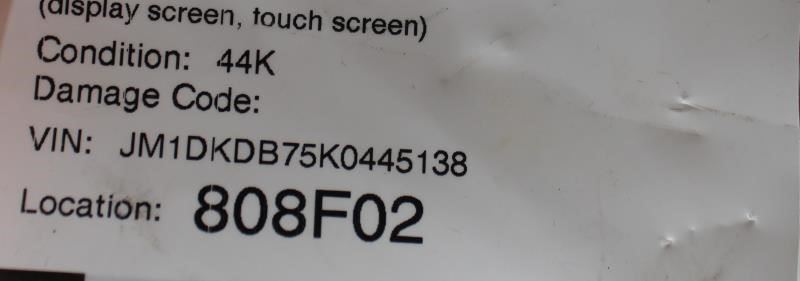 (display screen, touch screen)
Condition: 44K
Damage Code:
VIN: JM1DKDB75K0445138
Location: 808F02